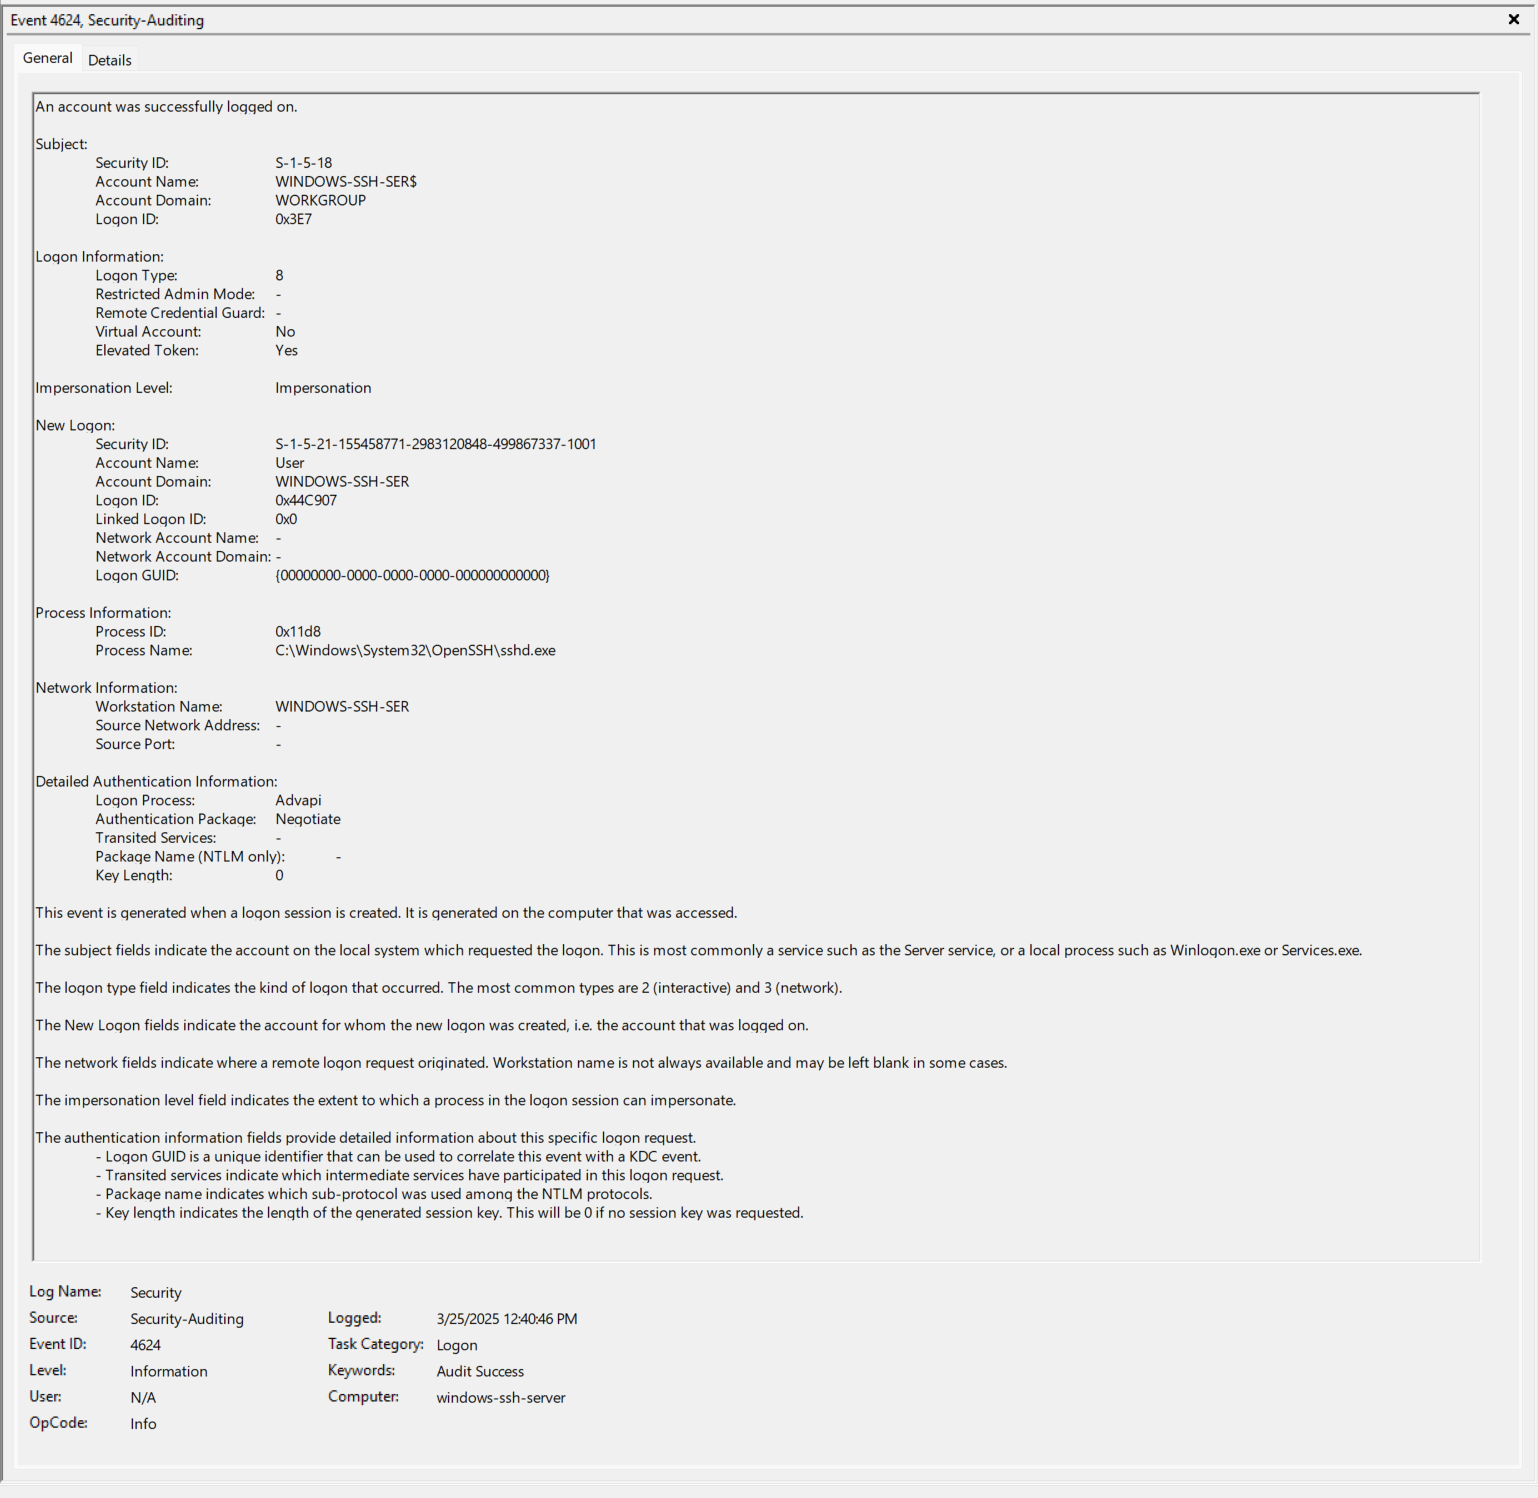 Event 4624, Security-Auditing
General Details
An account was successfully logged on.
Subject:
Security ID: S-1-5-18
Account Name: WINDOWS-SSH-SER$
Account Domain: WORKGROUP
Logon ID: 0x3E7
Logon Information:
Logon Type: 8
Restricted Admin Mode: -
Remote Credential Guard: -
Virtual Account: No
Elevated Token: Yes
Impersonation Level: Impersonation
New Logon:
Security ID: S-1-5-21-155458771-2983120848-499867337-1001
Account Name: User
Account Domain: WINDOWS-SSH-SER
Logon ID: 0x44C907
Linked Logon ID: 0x0
Network Account Name: -
Network Account Domain: -
Logon GUID: {00000000-0000-0000-0000-000000000000}
Process Information:
Process ID: 0x11d8
Process Name: C:\Windows\System32\OpenSSH\sshd.exe
Network Information:
Workstation Name: WINDOWS-SSH-SER
Source Network Address: -
Source Port: -
Detailed Authentication Information:
Logon Process: Advapi
Authentication Package: Negotiate
Transited Services: -
Package Name (NTLM only): -
Key Length: 0
This event is generated when a logon session is created. It is generated on the computer that was accessed.
The subject fields indicate the account on the local system which requested the logon. This is most commonly a service such as the Server service, or a local process such as Winlogon.exe or Services.exe.
The logon type field indicates the kind of logon that occurred. The most common types are 2 (interactive) and 3 (network).
The New Logon fields indicate the account for whom the new logon was created, i.e. the account that was logged on.
The network fields indicate where a remote logon request originated. Workstation name is not always available and may be left blank in some cases.
The impersonation level field indicates the extent to which a process in the logon session can impersonate.
The authentication information fields provide detailed information about this specific logon request.
- Logon GUID is a unique identifier that can be used to correlate this event with a KDC event.
- Transited services indicate which intermediate services have participated in this logon request.
- Package name indicates which sub-protocol was used among the NTLM protocols.
- Key length indicates the length of the generated session key. This will be 0 if no session key was requested.
Log Name: Security
Source: Security-Auditing Logged: 3/25/2025 12:40:46 PM
Event ID: 4624 Task Category: Logon
Level: Information Keywords: Audit Success
User: N/A Computer: windows-ssh-server
OpCode: Info